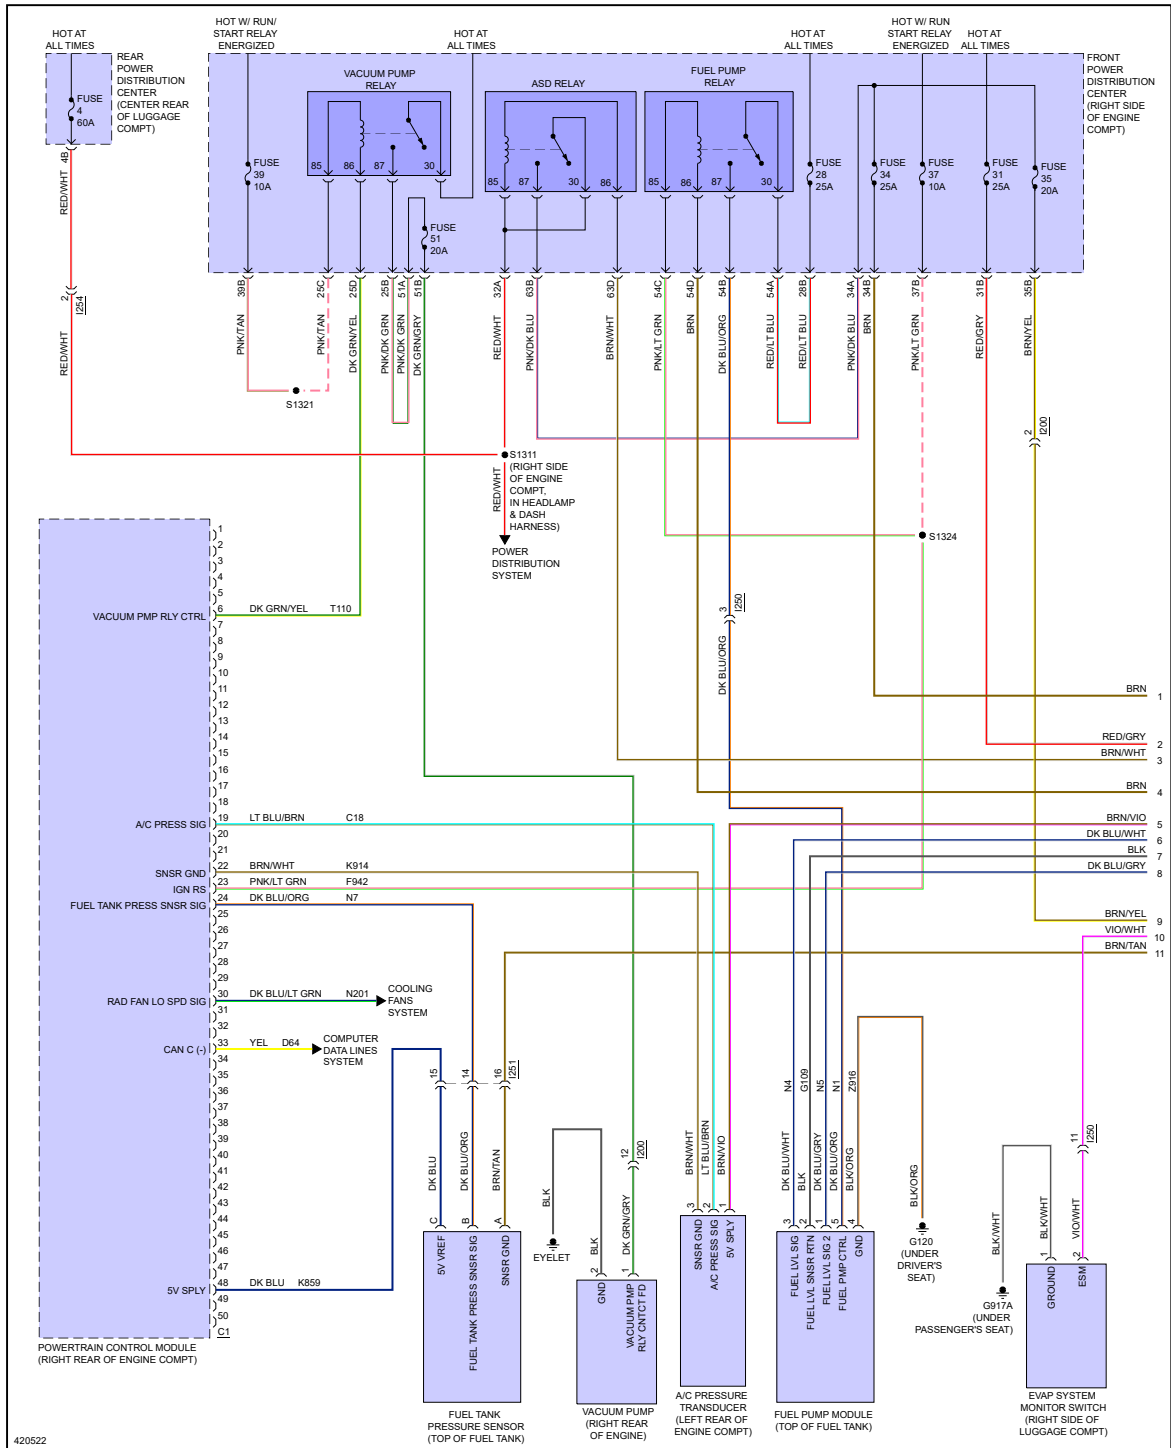 HOT AT
ALL TIMES
HOT W/ RUN/
START RELAY
ENERGIZED
HOT AT
ALL TIMES
HOT AT
ALL TIMES
HOT W/ RUN
START RELAY
ENERGIZED
HOT AT
ALL TIMES
REAR
POWER
DISTRIBUTION
CENTER
(CENTER REAR
OF LUGGAGE
COMPT)
FUSE
4
60A
VACUUM PUMP
RELAY
ASD RELAY
FUEL PUMP
RELAY
FRONT
POWER
DISTRIBUTION
CENTER
(RIGHT SIDE
OF ENGINE
COMPT)
85
86
87
30
85
87
30
86
85
86
87
30
FUSE
39
10A
FUSE
51
20A
FUSE
28
25A
FUSE
34
25A
FUSE
37
10A
FUSE
31
25A
FUSE
35
20A
4B
39B
25C
25D
25B
51A
51B
32A
63B
63D
54C
54D
54B
54A
28B
34A
34B
37B
31B
35B
RED/WHT
2
I254
RED/WHT
PNK/TAN
PNK/TAN
DK GRN/YEL
PNK/DK GRN
PNK/DK GRN
DK GRN/GRY
RED/WHT
PNK/DK BLU
BRN/WHT
PNK/LT GRN
BRN
DK BLU/ORG
RED/LT BLU
RED/LT BLU
PNK/DK BLU
BRN
PNK/LT GRN
RED/GRY
BRN/YEL
S1321
2
I200
S1311
(RIGHT SIDE
OF ENGINE
COMPT,
IN HEADLAMP
& DASH
HARNESS)
RED/WHT
POWER
DISTRIBUTION
SYSTEM
S1324
3
I250
DK BLU/ORG
1
2
3
4
5
VACUUM PMP RLY CTRL
6
DK GRN/YEL
T110
7
8
9
10
11
12
13
14
15
16
17
18
A/C PRESS SIG
19
LT BLU/BRN
C18
20
21
SNSR GND
22
BRN/WHT
K914
IGN RS
23
PNK/LT GRN
F942
FUEL TANK PRESS SNSR SIG
24
DK BLU/ORG
N7
25
26
27
28
29
RAD FAN LO SPD SIG
30
DK BLU/LT GRN
N201
COOLING
FANS
SYSTEM
31
32
CAN C (-)
33
YEL
D64
COMPUTER
DATA LINES
SYSTEM
34
35
36
37
38
39
40
41
42
43
44
45
46
47
5V SPLY
48
DK BLU
K859
49
50
C1
POWERTRAIN CONTROL MODULE
(RIGHT REAR OF ENGINE COMPT)
BRN
1
RED/GRY
2
BRN/WHT
3
BRN
4
BRN/VIO
5
DK BLU/WHT
6
BLK
7
DK BLU/GRY
8
BRN/YEL
9
VIO/WHT
10
BRN/TAN
11
15
14
16
I251
DK BLU
DK BLU/ORG
BRN/TAN
C
B
A
5V VREF
FUEL TANK PRESS SNSR SIG
SNSR GND
FUEL TANK
PRESSURE SENSOR
(TOP OF FUEL TANK)
BLK
EYELET
BLK
12
I200
DK GRN/GRY
2
1
GND
VACUUM PMP
RLY CNTCT FD
VACUUM PUMP
(RIGHT REAR
OF ENGINE)
BRN/WHT
LT BLU/BRN
BRN/VIO
3
2
1
SNSR GND
A/C PRESS SIG
5V SPLY
A/C PRESSURE
TRANSDUCER
(LEFT REAR OF
ENGINE COMPT)
N4
G109
N5
N1
Z916
DK BLU/WHT
BLK
DK BLU/GRY
DK BLU/ORG
BLK/ORG
3
2
1
5
4
FUEL LVL SIG
FUEL LVL SNSR RTN
FUEL LVL SIG 2
FUEL PMP CTRL
GND
FUEL PUMP MODULE
(TOP OF FUEL TANK)
BLK/ORG
G120
(UNDER
DRIVER'S
SEAT)
BLK/WHT
G917A
(UNDER
PASSENGER'S SEAT)
BLK/WHT
11
I250
VIO/WHT
1
2
GROUND
ESM
EVAP SYSTEM
MONITOR SWITCH
(RIGHT SIDE OF
LUGGAGE COMPT)
420522